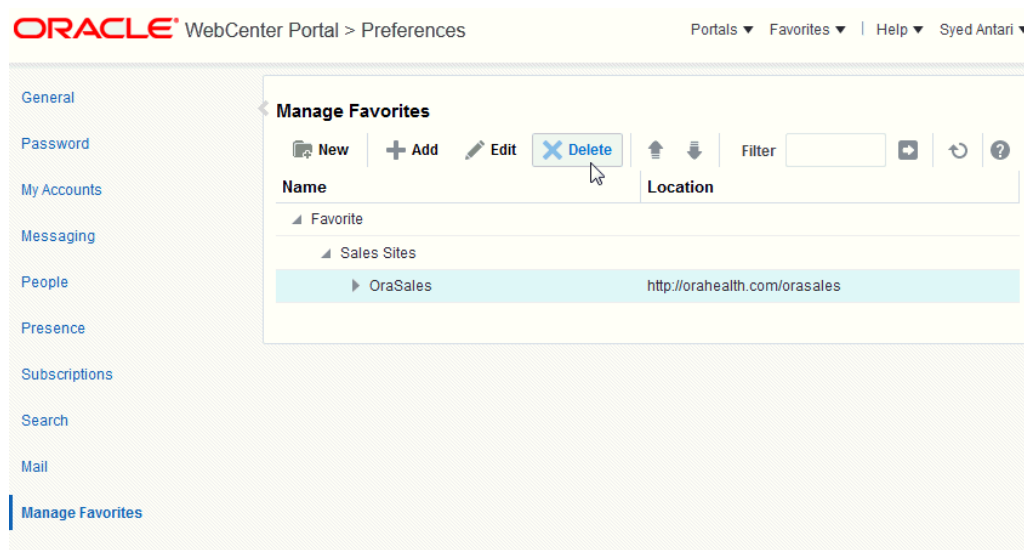 ORACLE WebCenter Portal > Preferences Portals Favorites | Help Syed Antari
General
Password
My Accounts
Messaging
People
Presence
Subscriptions
Search
Mail
Manage Favorites
Manage Favorites
New Add Edit Delete Filter
Name Location
Favorite
Sales Sites
OraSales http://orahealth.com/orasales